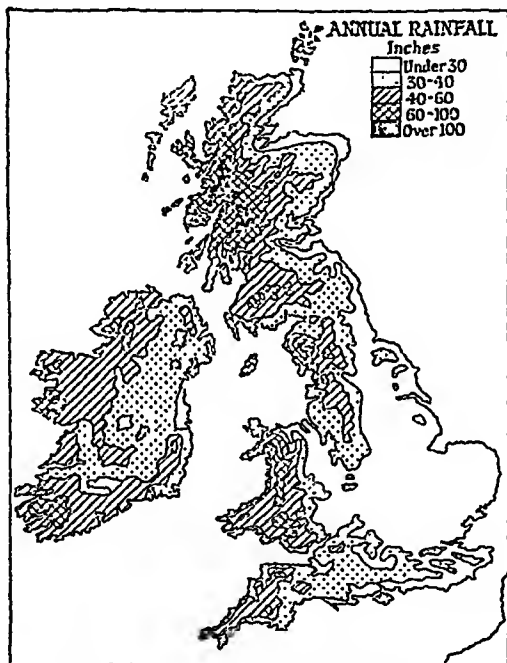 ANNUAL RAINFALL
Inches
Under 30
30-40
40-60
60-100
Over 100